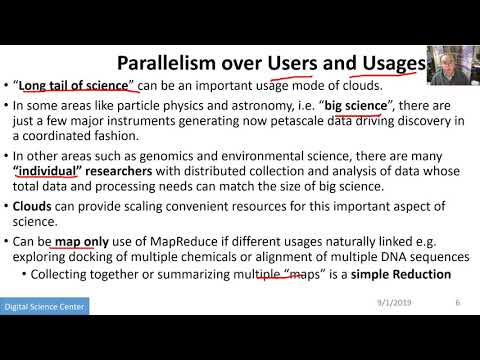 Parallelism over Users and Usages
• “Long tail of science” can be an important usage mode of clouds.
• In some areas like particle physics and astronomy, i.e. “big science”, there are
just a few major instruments generating now petascale data driving discovery in
a coordinated fashion.
• In other areas such as genomics and environmental science, there are many
“individual” researchers with distributed collection and analysis of data whose
total data and processing needs can match the size of big science.
• Clouds can provide scaling convenient resources for this important aspect of
science.
• Can be map only use of MapReduce if different usages naturally linked e.g.
exploring docking of multiple chemicals or alignment of multiple DNA sequences
• Collecting together or summarizing multiple “maps” is a simple Reduction
Digital Science Center
9/1/2019
6